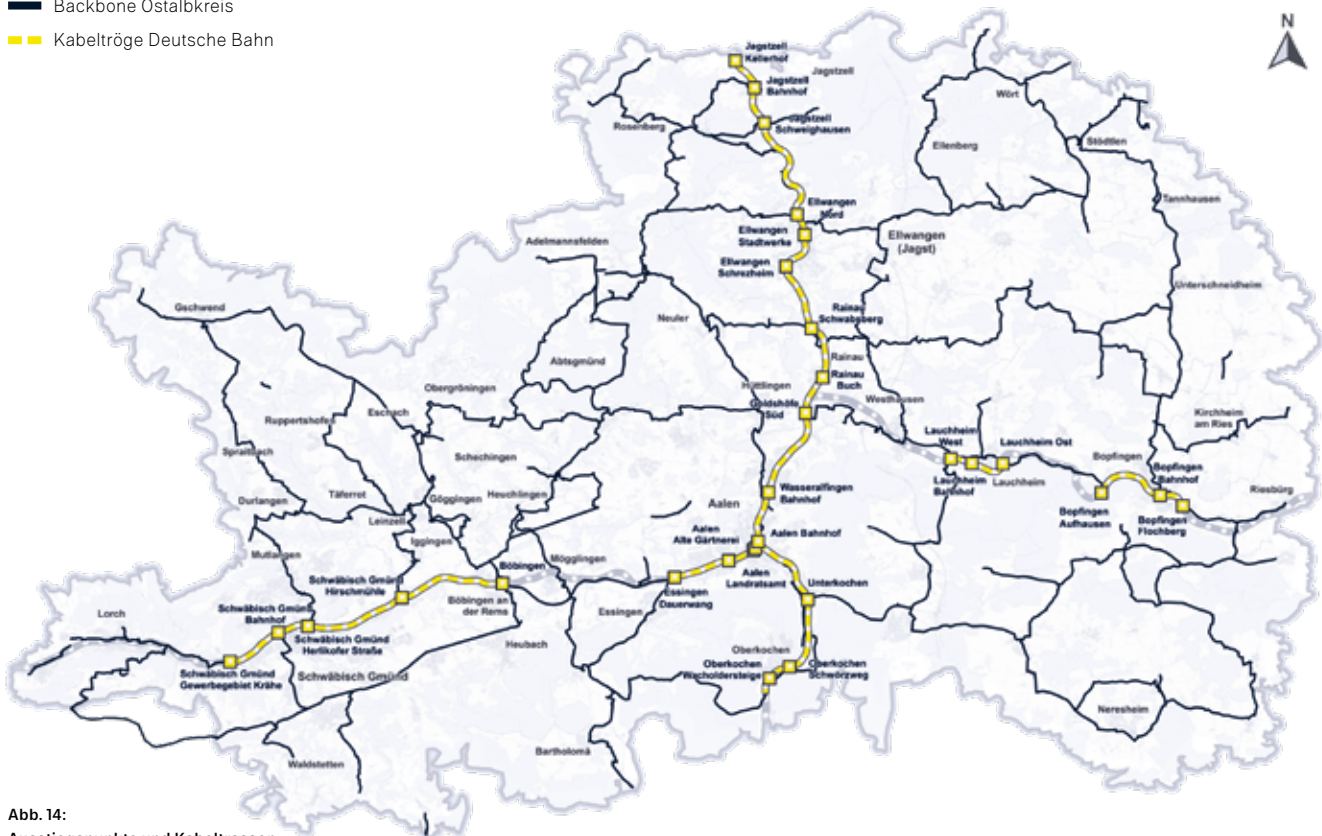 Backbone Ostalbkreis
Kabeltröge Deutsche Bahn
N
Jagstzell
Kellerhof
Jagstzell
Jagstzell
Bahnhof
Jagstzell
Schweighausen
Rosenberg
Wört
Ellenberg
Stödtlen
Tannhausen
Ellwangen
Nord
Ellwangen
Stadtwerke
Ellwangen
(Jagst)
Ellwangen
Schrezheim
Adelmannsfelden
Unterschneidheim
Gschwend
Neuler
Rainau
Schwabsberg
Rainau
Rainau
Buch
Abtsgmünd
Obergröningen
Hüttlingen
Goldshöfe
Süd
Westhausen
Eschach
Ruppertshofen
Kirchheim
am Ries
Lauchheim
West
Lauchheim Ost
Lauchheim
Bahnhof
Lauchheim
Bopfingen
Bopfingen
Bahnhof
Spraitbach
Schechingen
Riesbürg
Durlangen
Täferrot
Göggingen
Heuchlingen
Wasseralfingen
Bahnhof
Aalen
Bopfingen
Aufhausen
Bopfingen
Flochberg
Leinzell
Iggingen
Aalen
Alte Gärtnerei
Aalen Bahnhof
Mutlangen
Mögglingen
Böbingen
Aalen
Landratsamt
Schwäbisch Gmünd
Hirschmühle
Unterkochen
Essingen
Dauerwang
Böbingen an
der Rems
Essingen
Lorch
Schwäbisch Gmünd
Bahnhof
Schwäbisch Gmünd
Herlikofer Straße
Heubach
Oberkochen
Oberkochen
Wacholdersteige
Oberkochen
Schwörzweg
Schwäbisch Gmünd
Gewerbegebiet Krähe
Schwäbisch Gmünd
Neresheim
Bartholomä
Waldstetten
Abb. 14: